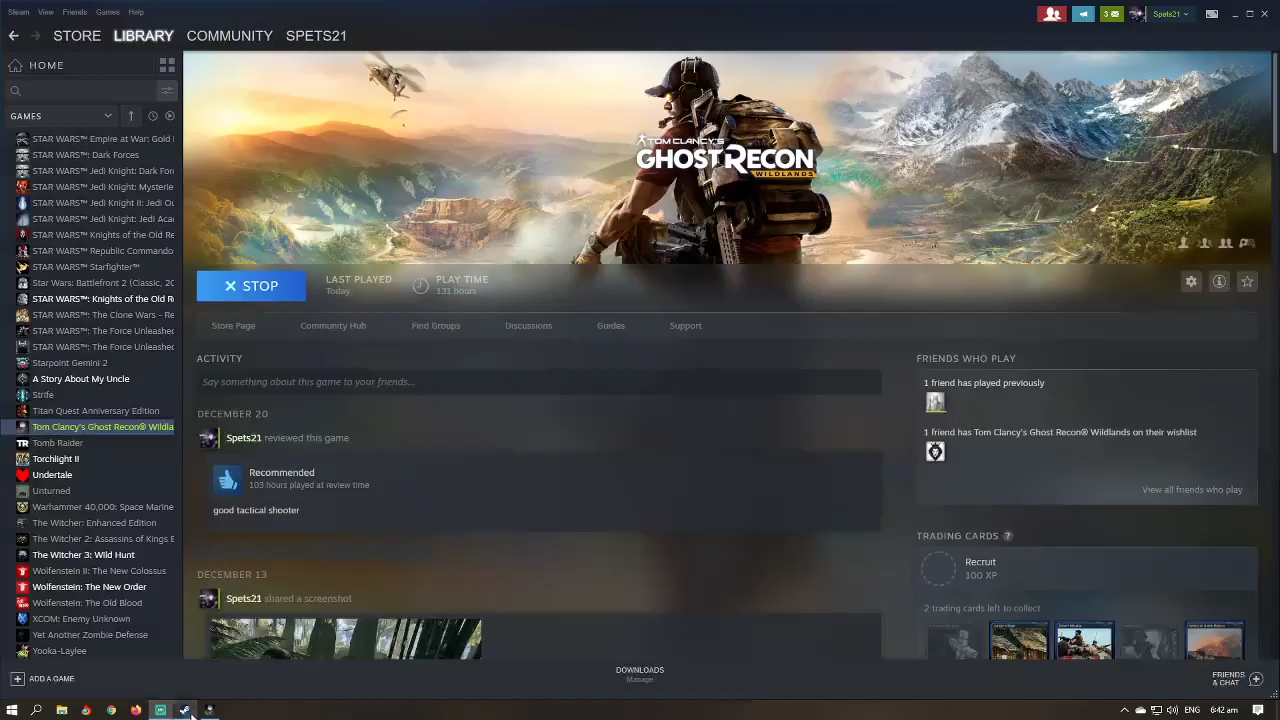 Steam View Friends Games Help
3 Spets21
STORE LIBRARY COMMUNITY SPETS21
HOME
GAMES
STAR WARS™ Empire at War: Gold
STAR WARS™: Dark Forces
STAR WARS™ Jedi Knight: Dark For
STAR WARS™ Jedi Knight: Mysterie
STAR WARS™ Jedi Knight II: Jedi Ou
STAR WARS™ Jedi Knight: Jedi Aca
STAR WARS™ Knights of the Old Re
STAR WARS™ Republic Commando
STAR WARS™ Starfighter™
Star Wars: Battlefront 2 (Classic, 20
STAR WARS™: Knights of the Old R
STAR WARS™: The Clone Wars - Re
STAR WARS™: The Force Unleashed
STAR WARS™: The Force Unleashed
Starpoint Gemini 2
A Story About My Uncle
Strife
Titan Quest Anniversary Edition
Tom Clancy's Ghost Recon® Wildla
Tomb Raider
Torchlight II
Undertale
Unturned
Warhammer 40,000: Space Marine
The Witcher: Enhanced Edition
The Witcher 2: Assassins of Kings E
The Witcher 3: Wild Hunt
Wolfenstein II: The New Colossus
Wolfenstein: The New Order
Wolfenstein: The Old Blood
XCOM: Enemy Unknown
Yet Another Zombie Defense
Yooka-Laylee
ADD A GAME
TOM CLANCY'S
GHOST RECON
WILDLANDS
STOP
LAST PLAYED
Today
PLAY TIME
131 hours
Store Page Community Hub Find Groups Discussions Guides Support
ACTIVITY
Say something about this game to your friends...
DECEMBER 20
Spets21 reviewed this game
Recommended
103 hours played at review time
good tactical shooter
DECEMBER 13
Spets21 shared a screenshot
FRIENDS WHO PLAY
1 friend has played previously
1 friend has Tom Clancy's Ghost Recon® Wildlands on their wishlist
View all friends who play
TRADING CARDS ?
Recruit
100 XP
2 trading cards left to collect
DOWNLOADS
Manage
FRIENDS
& CHAT
ENG 6:42 am